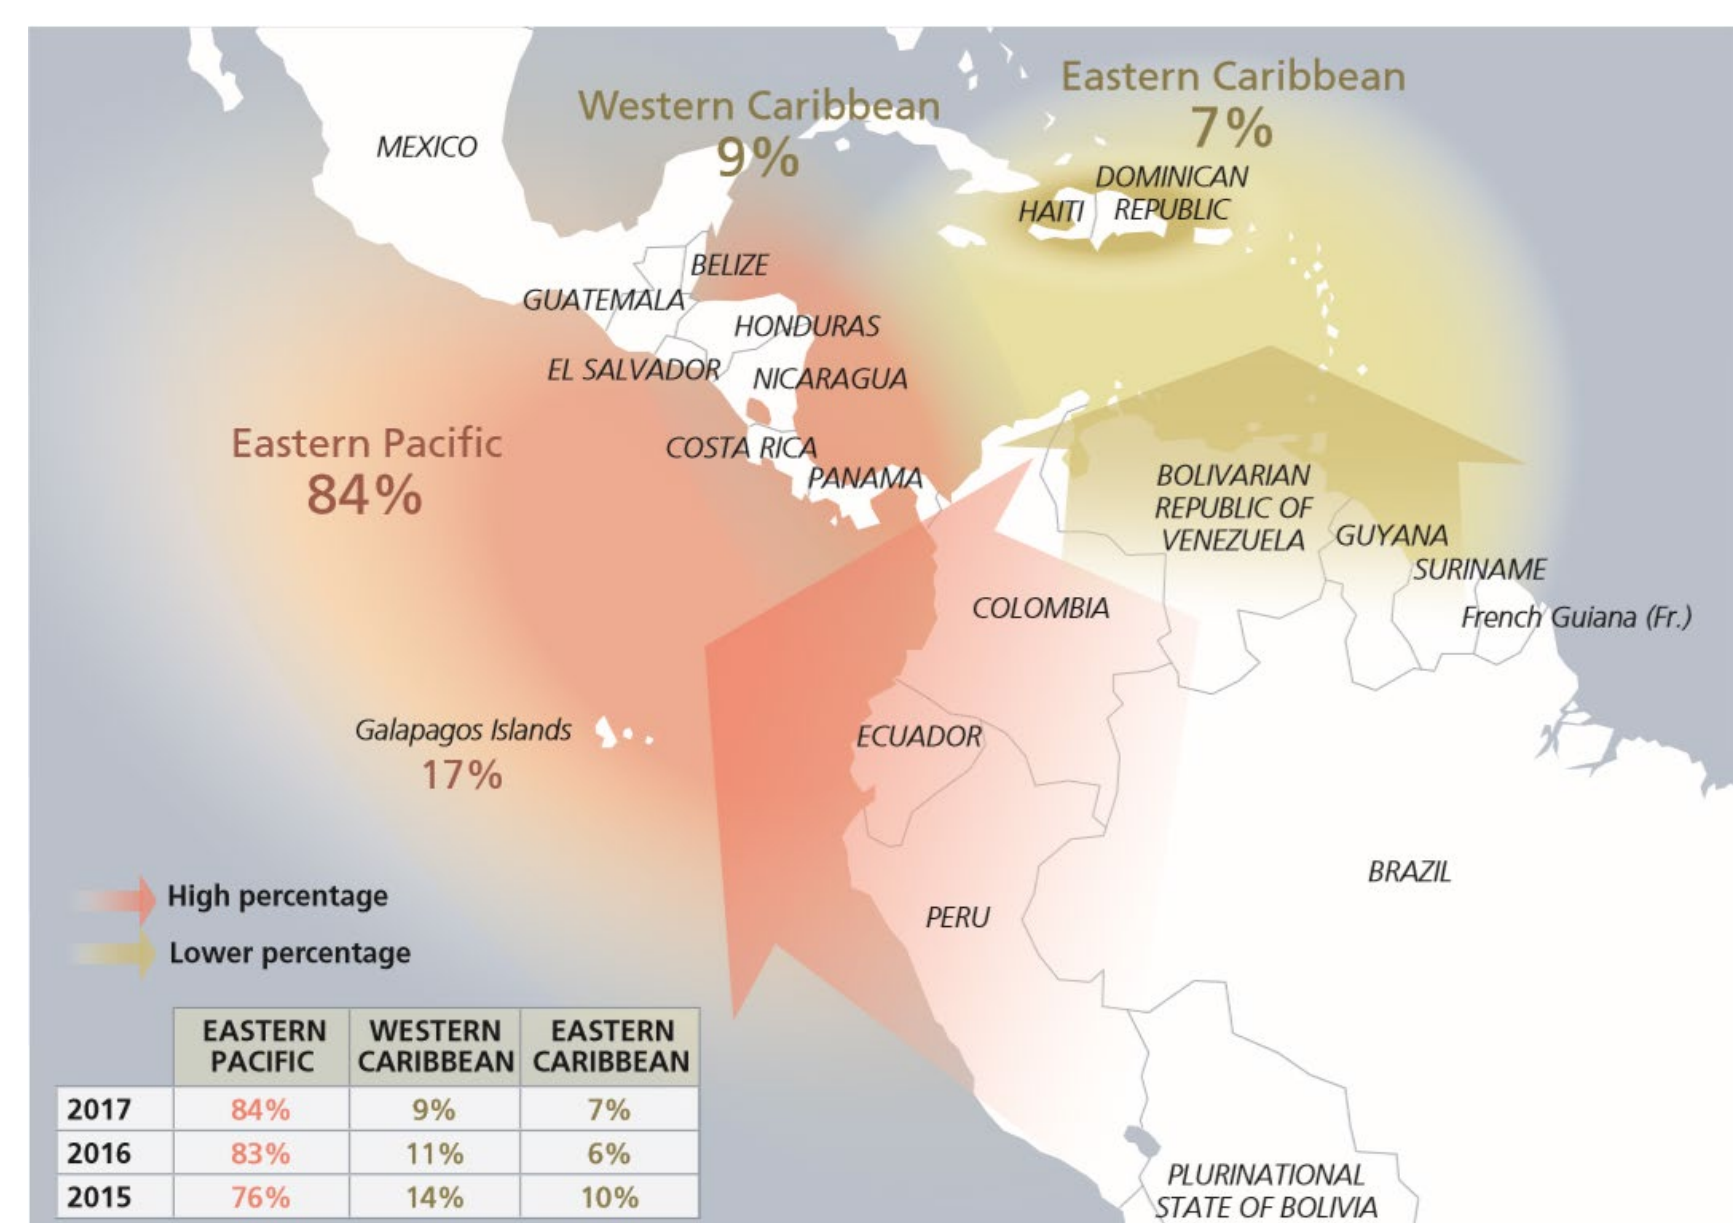 Eastern Caribbean
7%
Western Caribbean
9%
MEXICO
DOMINICAN
REPUBLIC
HAITI
BELIZE
GUATEMALA
HONDURAS
EL SALVADOR
NICARAGUA
Eastern Pacific
84%
COSTA RICA
PANAMA
BOLIVARIAN
REPUBLIC OF
VENEZUELA
GUYANA
SURINAME
French Guiana (Fr.)
COLOMBIA
Galapagos Islands
17%
ECUADOR
BRAZIL
PERU
High percentage
Lower percentage
EASTERN PACIFIC WESTERN CARIBBEAN EASTERN CARIBBEAN
2017 84% 9% 7%
2016 83% 11% 6%
2015 76% 14% 10%
PLURINATIONAL
STATE OF BOLIVIA